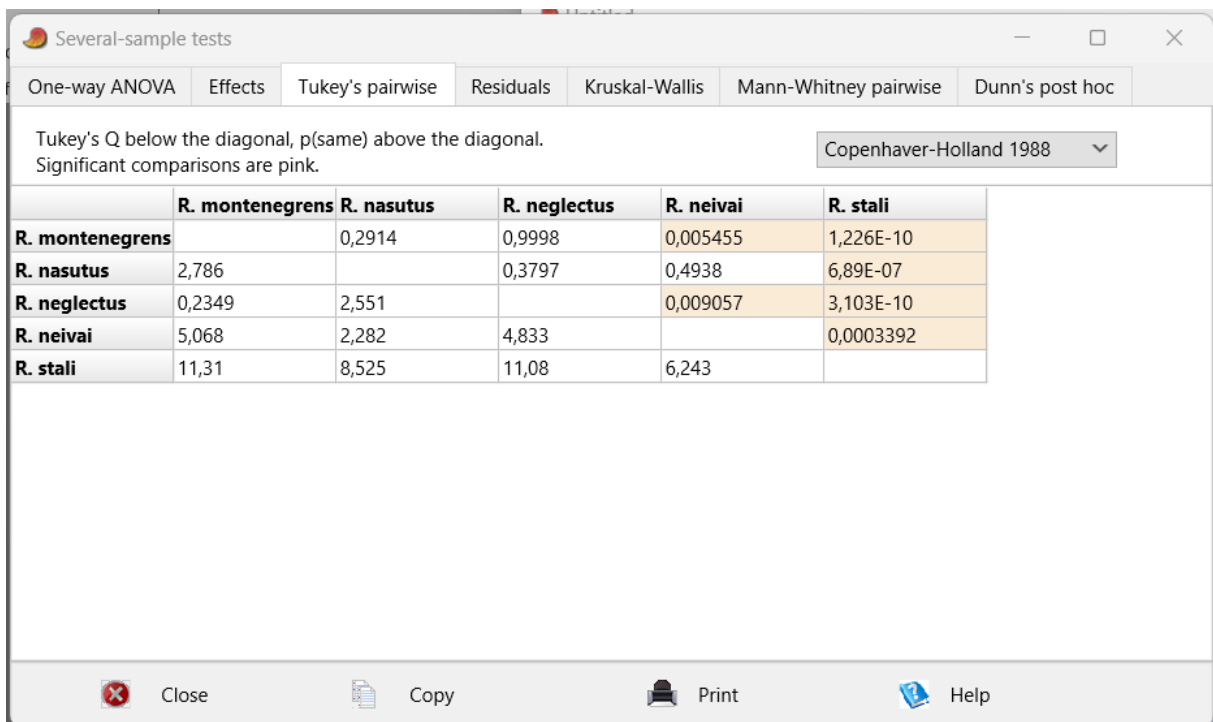 Several-sample tests
One-way ANOVA Effects Tukey's pairwise Residuals Kruskal-Wallis Mann-Whitney pairwise Dunn's post hoc
Tukey's Q below the diagonal, p(same) above the diagonal.
Significant comparisons are pink.
Copenhaver-Holland 1988
R. montenegrens R. nasutus R. neglectus R. neivai R. stali
R. montenegrens 0,2914 0,9998 0,005455 1,226E-10
R. nasutus 2,786 0,3797 0,4938 6,89E-07
R. neglectus 0,2349 2,551 0,009057 3,103E-10
R. neivai 5,068 2,282 4,833 0,0003392
R. stali 11,31 8,525 11,08 6,243
Close Copy Print Help